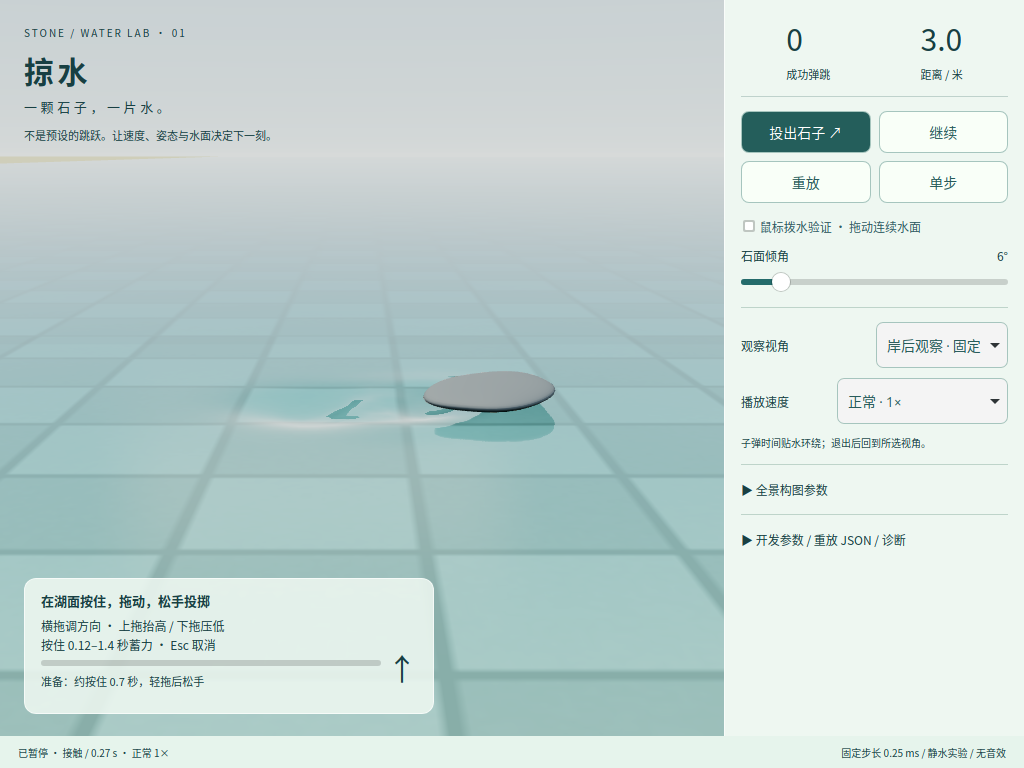 STONE / WATER LAB · 01
掠水
一颗石子，一片水。
不是预设的跳跃。让速度、姿态与水面决定下一刻。
0
成功弹跳
3.0
距离 / 米
投出石子 ↗
继续
重放
单步
鼠标拨水验证 · 拖动连续水面
石面倾角
6°
观察视角
岸后观察 · 固定
播放速度
正常 · 1×
子弹时间贴水环绕；退出后回到所选视角。
▶ 全景构图参数
▶ 开发参数 / 重放 JSON / 诊断
在湖面按住，拖动，松手投掷
横拖调方向 · 上拖抬高 / 下拖压低
按住 0.12–1.4 秒蓄力 · Esc 取消
↑
准备：约按住 0.7 秒，轻拖后松手
已暂停 · 接触 / 0.27 s · 正常 1×
固定步长 0.25 ms / 静水实验 / 无音效